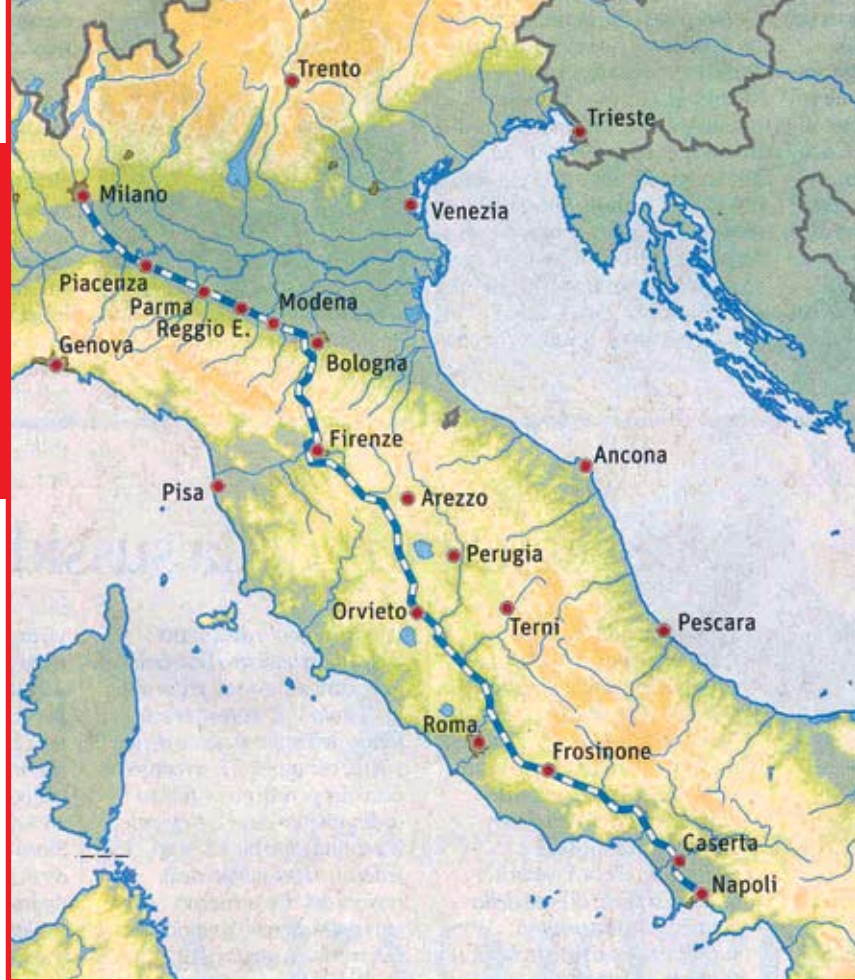 Trento
Trieste
Milano
Venezia
Piacenza
Parma
Modena
Reggio E.
Genova
Bologna
Firenze
Ancona
Pisa
Arezzo
Perugia
Orvieto
Terni
Pescara
Roma
Frosinone
Caserta
Napoli